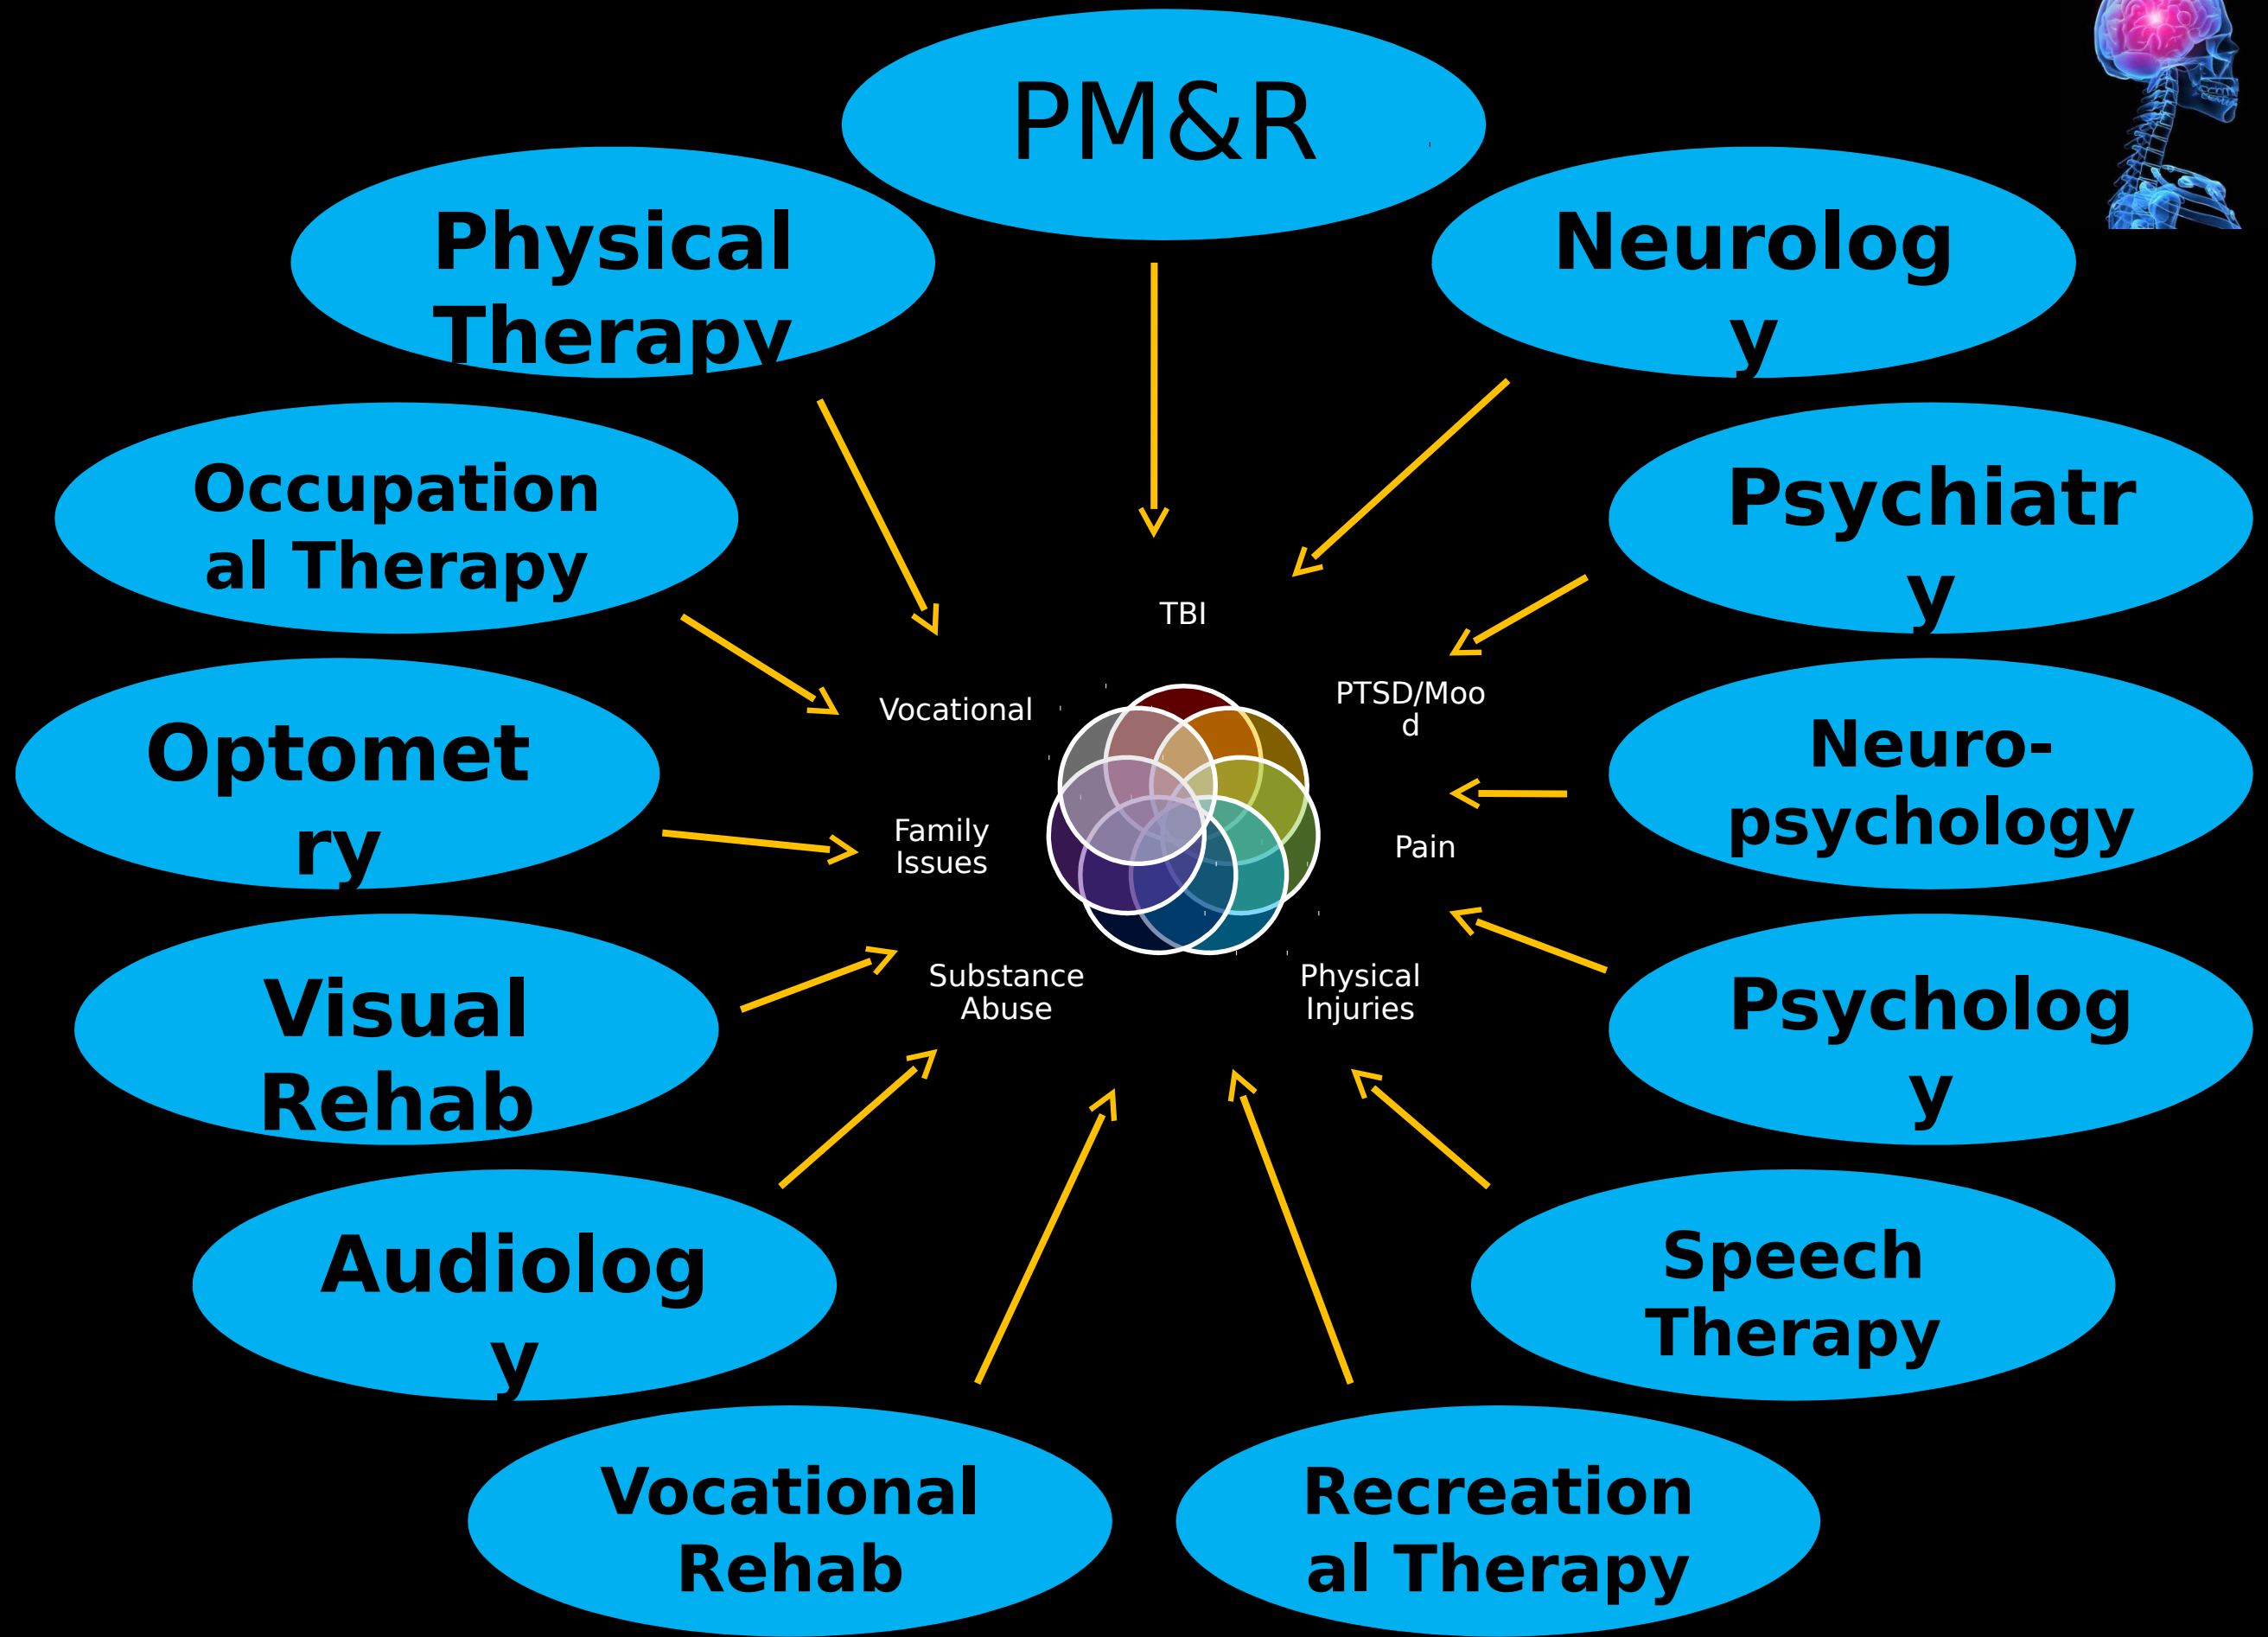 PM&R
Physical
Therapy
Neurolog
y
Occupation
al Therapy
Psychiatr
y
TBI
Vocational
PTSD/Moo
d
Optomet
ry
Neuro-
psychology
Family
Issues
Pain
Visual
Rehab
Substance
Abuse
Physical
Injuries
Psycholog
y
Audiolog
y
Speech
Therapy
Vocational
Rehab
Recreation
al Therapy